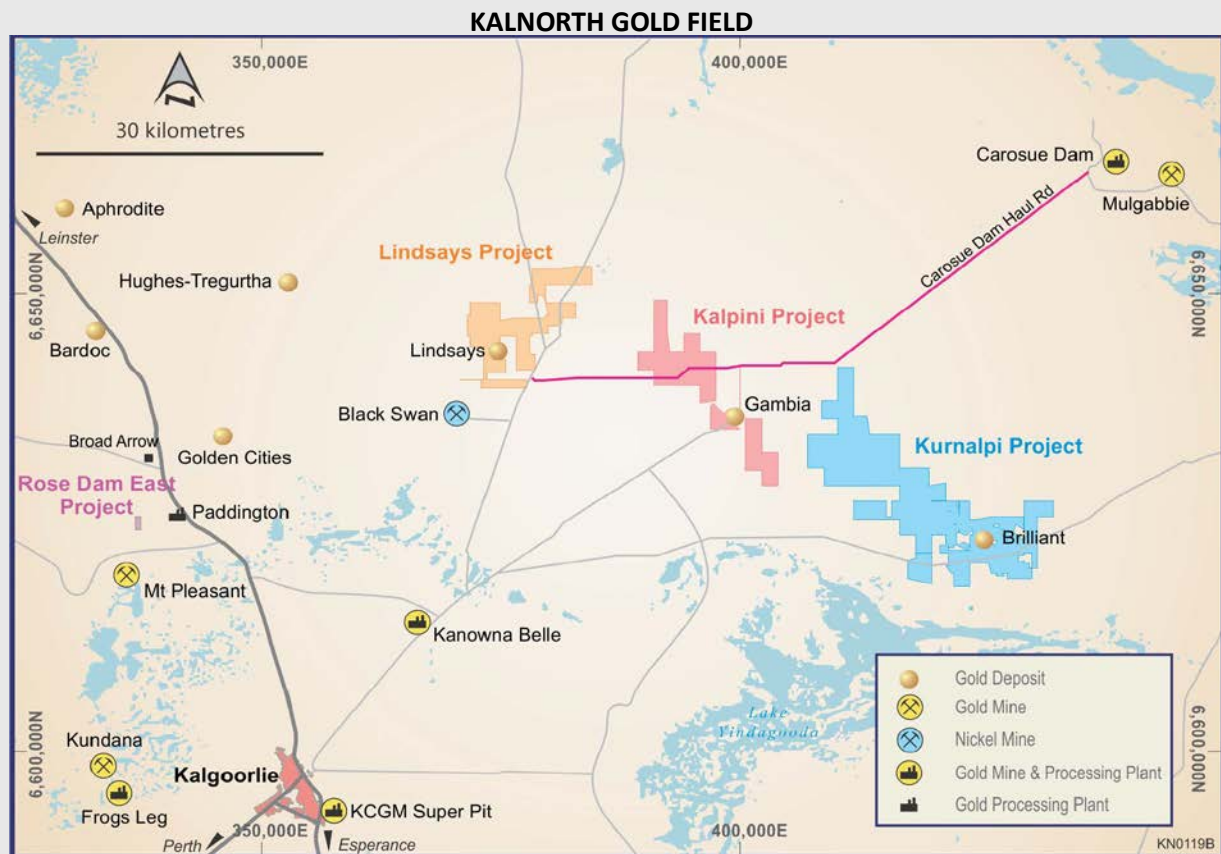 KALNORTH GOLD FIELD
350,000E
400,000E
30 kilometres
Carosue Dam
Mulgabbie
Aphrodite
Leinster
Carosue Dam Haul Rd
Lindsays Project
Hughes-Tregurtha
6,650,000N
6,650,000N
Kalpini Project
Bardoc
Lindsays
Black Swan
Gambia
Broad Arrow
Golden Cities
Kurnalpi Project
Rose Dam East
Project
Paddington
Brilliant
Mt Pleasant
Kanowna Belle
Gold Deposit
Gold Mine
Nickel Mine
Gold Mine & Processing Plant
Gold Processing Plant
Lake
Yindagooda
6,600,000N
6,600,000N
Kundana
Kalgoorlie
Frogs Leg
KCGM Super Pit
350,000E
400,000E
Perth
Esperance
KN0119B